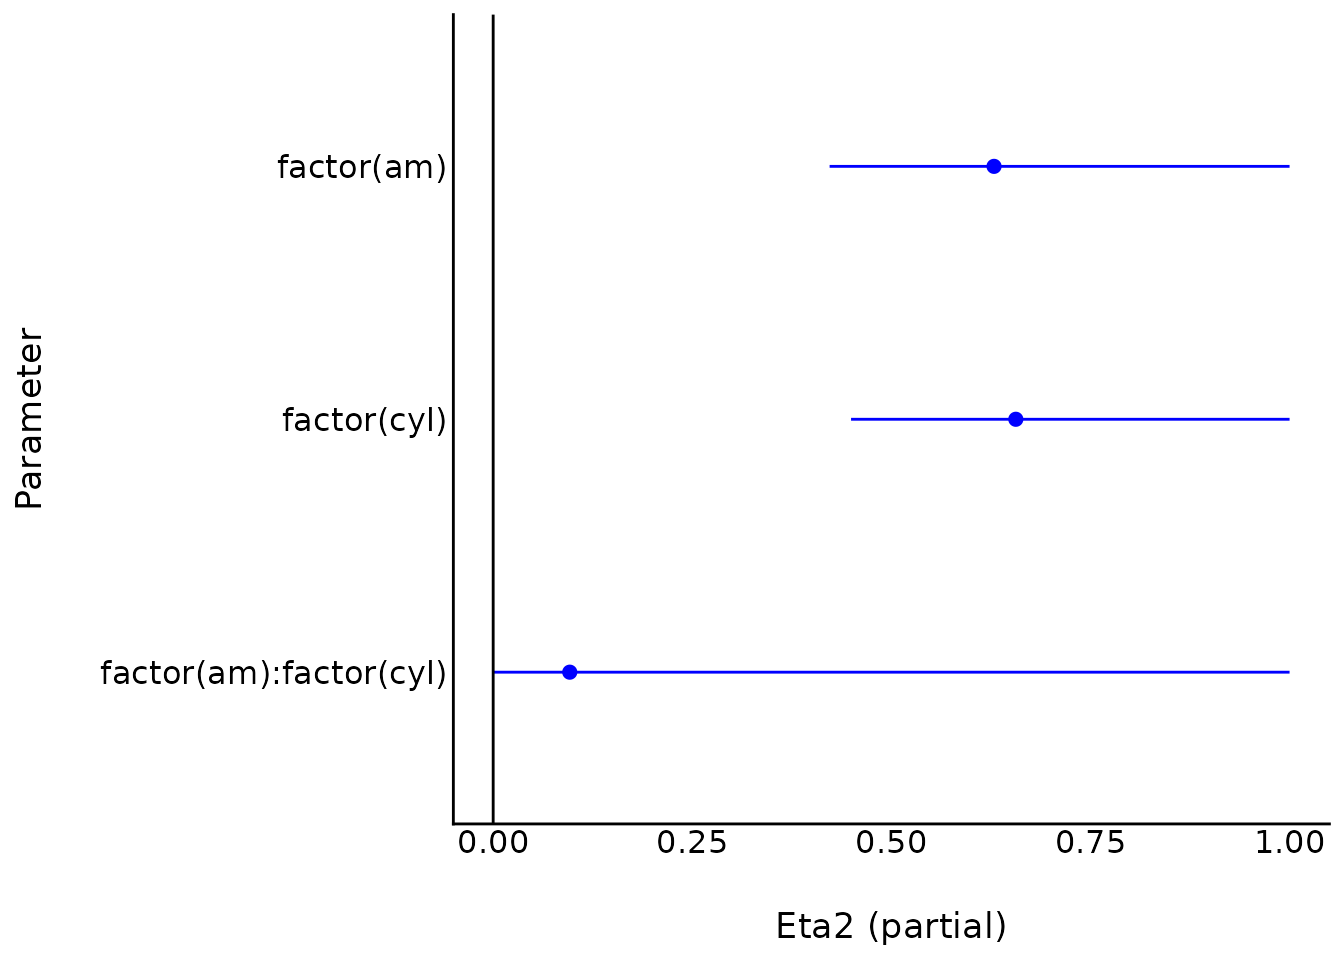 factor(am)
factor(cyl)
factor(am):factor(cyl)
Parameter
0.00 0.25 0.50 0.75 1.00
Eta2 (partial)